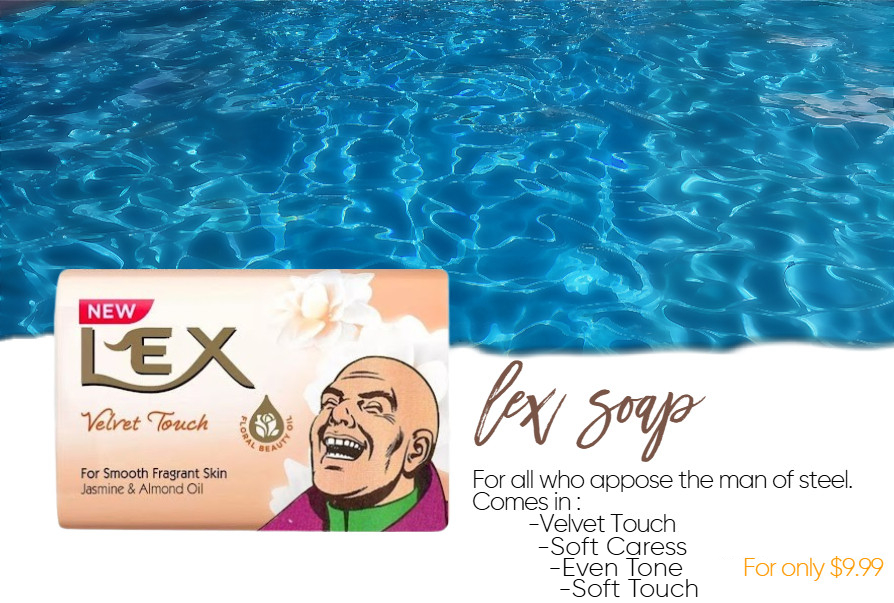 NEW
LEX
Velvet Touch
FLORAL BEAUTY OIL
For Smooth Fragrant Skin
Jasmine & Almond Oil
lex soap
For all who appose the man of steel.
Comes in :
-Velvet Touch
-Soft Caress
-Even Tone
-Soft Touch
For only $9.99